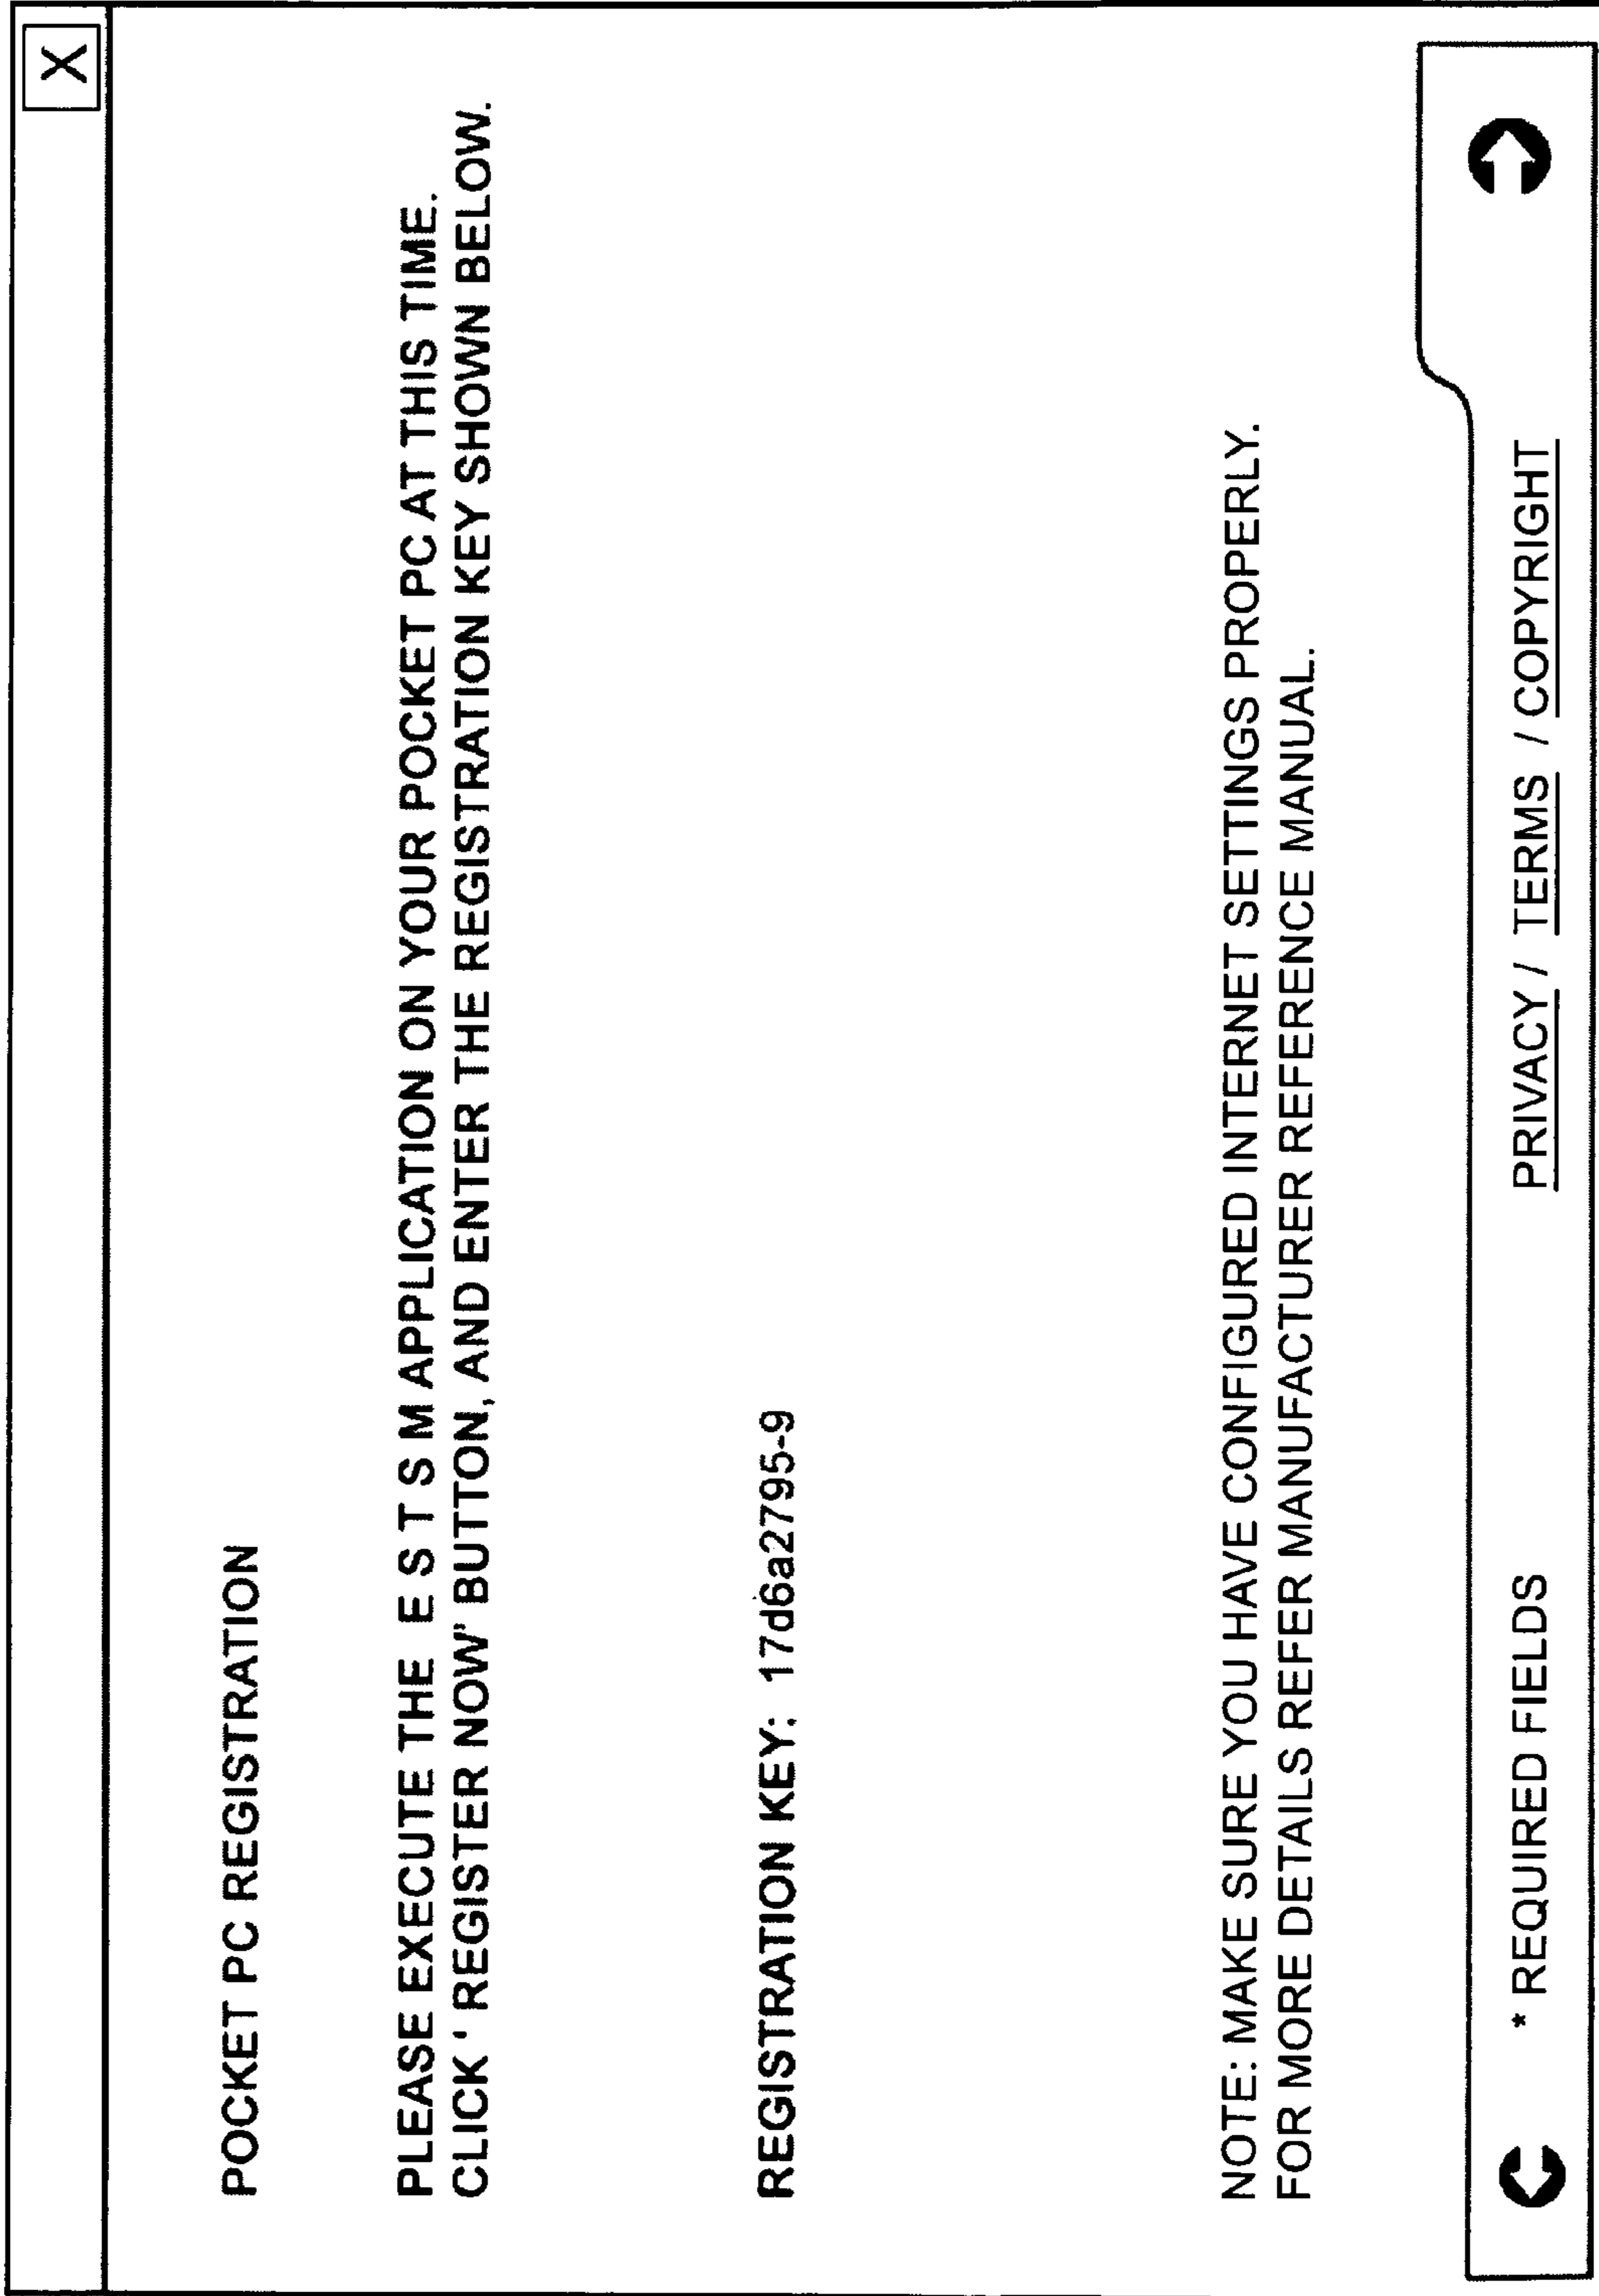 X
POCKET PC REGISTRATION
PLEASE EXECUTE THE E S T S M APPLICATION ON YOUR POCKET PC AT THIS TIME.
CLICK ' REGISTER NOW' BUTTON, AND ENTER THE REGISTRATION KEY SHOWN BELOW.
REGISTRATION KEY: 17d6a2795-9
NOTE: MAKE SURE YOU HAVE CONFIGURED INTERNET SETTINGS PROPERLY.
FOR MORE DETAILS REFER MANUFACTURER REFERENCE MANUAL.
* REQUIRED FIELDS PRIVACY / TERMS / COPYRIGHT